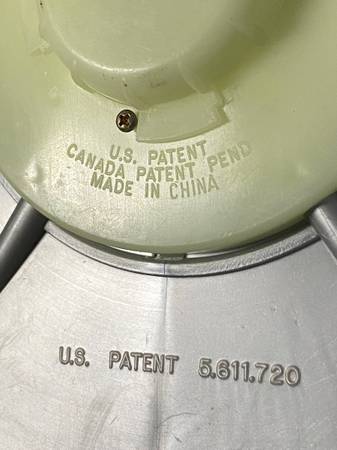 U.S. PATENT
CANADA PATENT PEND
MADE IN CHINA
U.S. PATENT 5.611.720